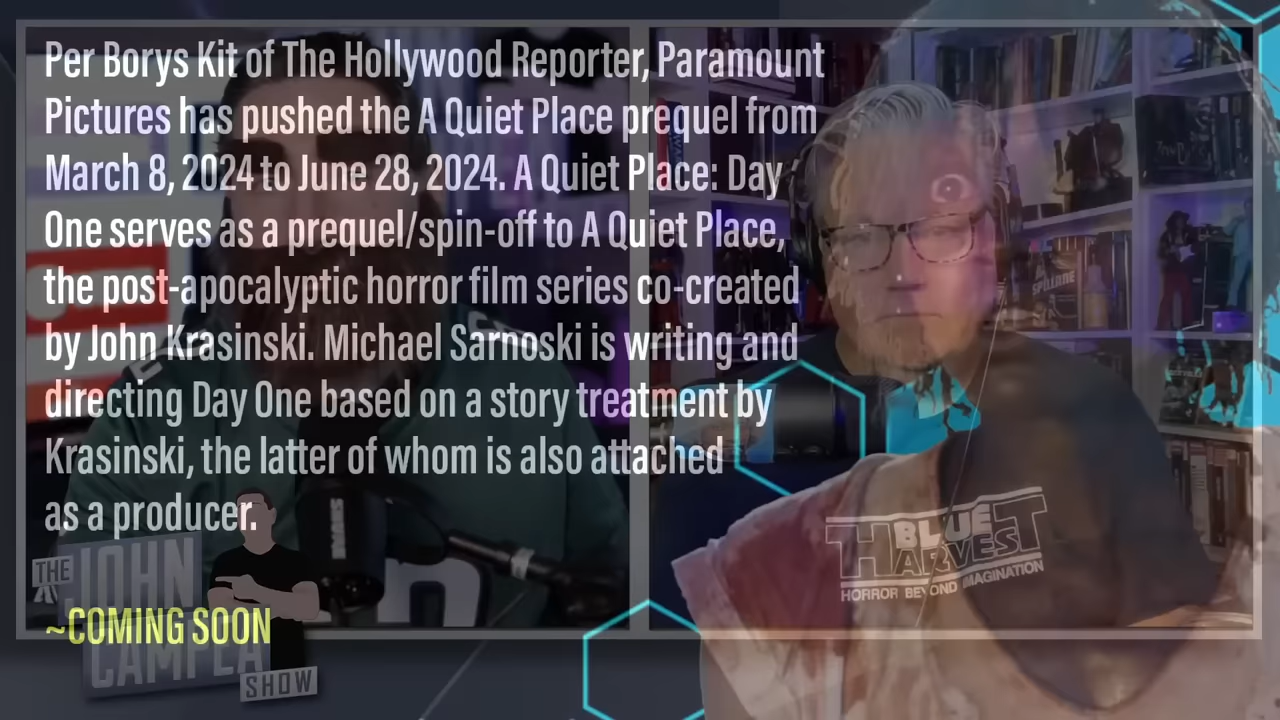 Per Borys Kit of The Hollywood Reporter, Paramount
Pictures has pushed the A Quiet Place prequel from
March 8, 2024 to June 28, 2024. A Quiet Place: Day
One serves as a prequel/spin-off to A Quiet Place,
the post-apocalyptic horror film series co-created
by John Krasinski. Michael Sarnoski is writing and
directing Day One based on a story treatment by
Krasinski, the latter of whom is also attached
as a producer.
~COMING SOON
THE
JOHN
CAMPEA
SHOW
BLUE
HARVEST
HORROR BEYOND IMAGINATION
SPILLANE